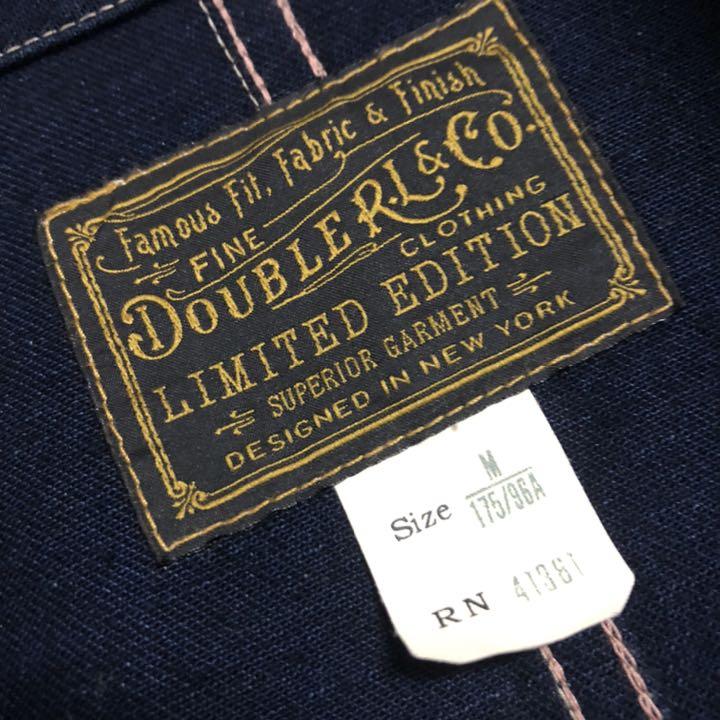 Famous Fit, Fabric & Finish
FINE
DOUBLE R.L. & Co.
CLOTHING
LIMITED EDITION
SUPERIOR GARMENT
DESIGNED IN NEW YORK
Size M
175/96A
RN 41381